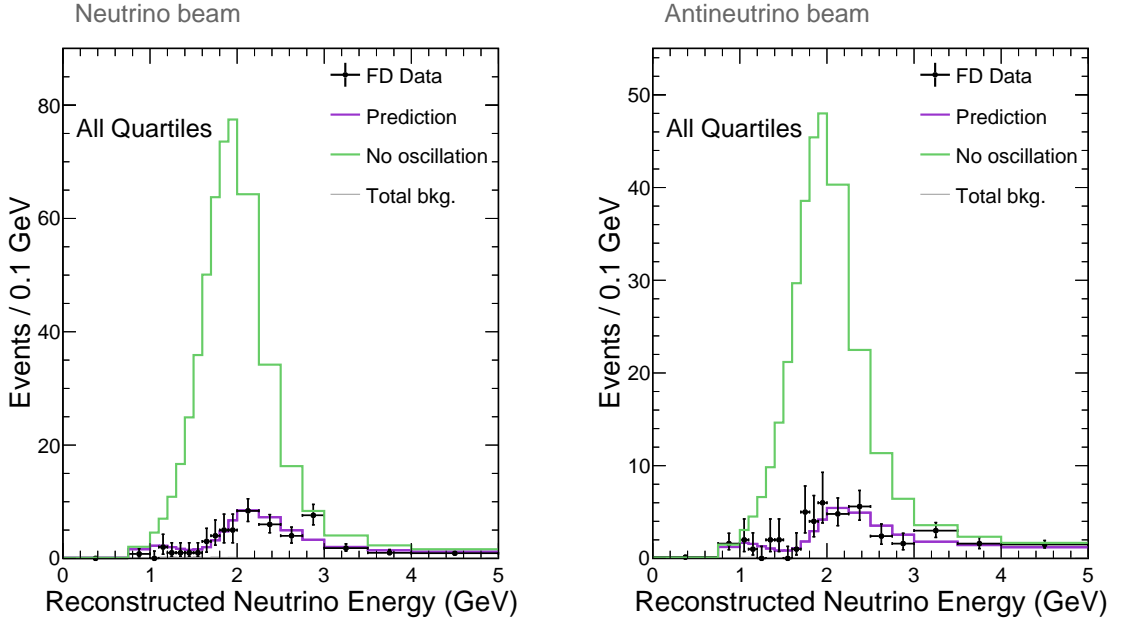 Neutrino beam
FD Data
Prediction
No oscillation
Total bkg.
All Quartiles
Events / 0.1 GeV
80
60
40
20
0
0 1 2 3 4 5
Reconstructed Neutrino Energy (GeV)
Antineutrino beam
FD Data
Prediction
No oscillation
Total bkg.
All Quartiles
Events / 0.1 GeV
50
40
30
20
10
0
0 1 2 3 4 5
Reconstructed Neutrino Energy (GeV)